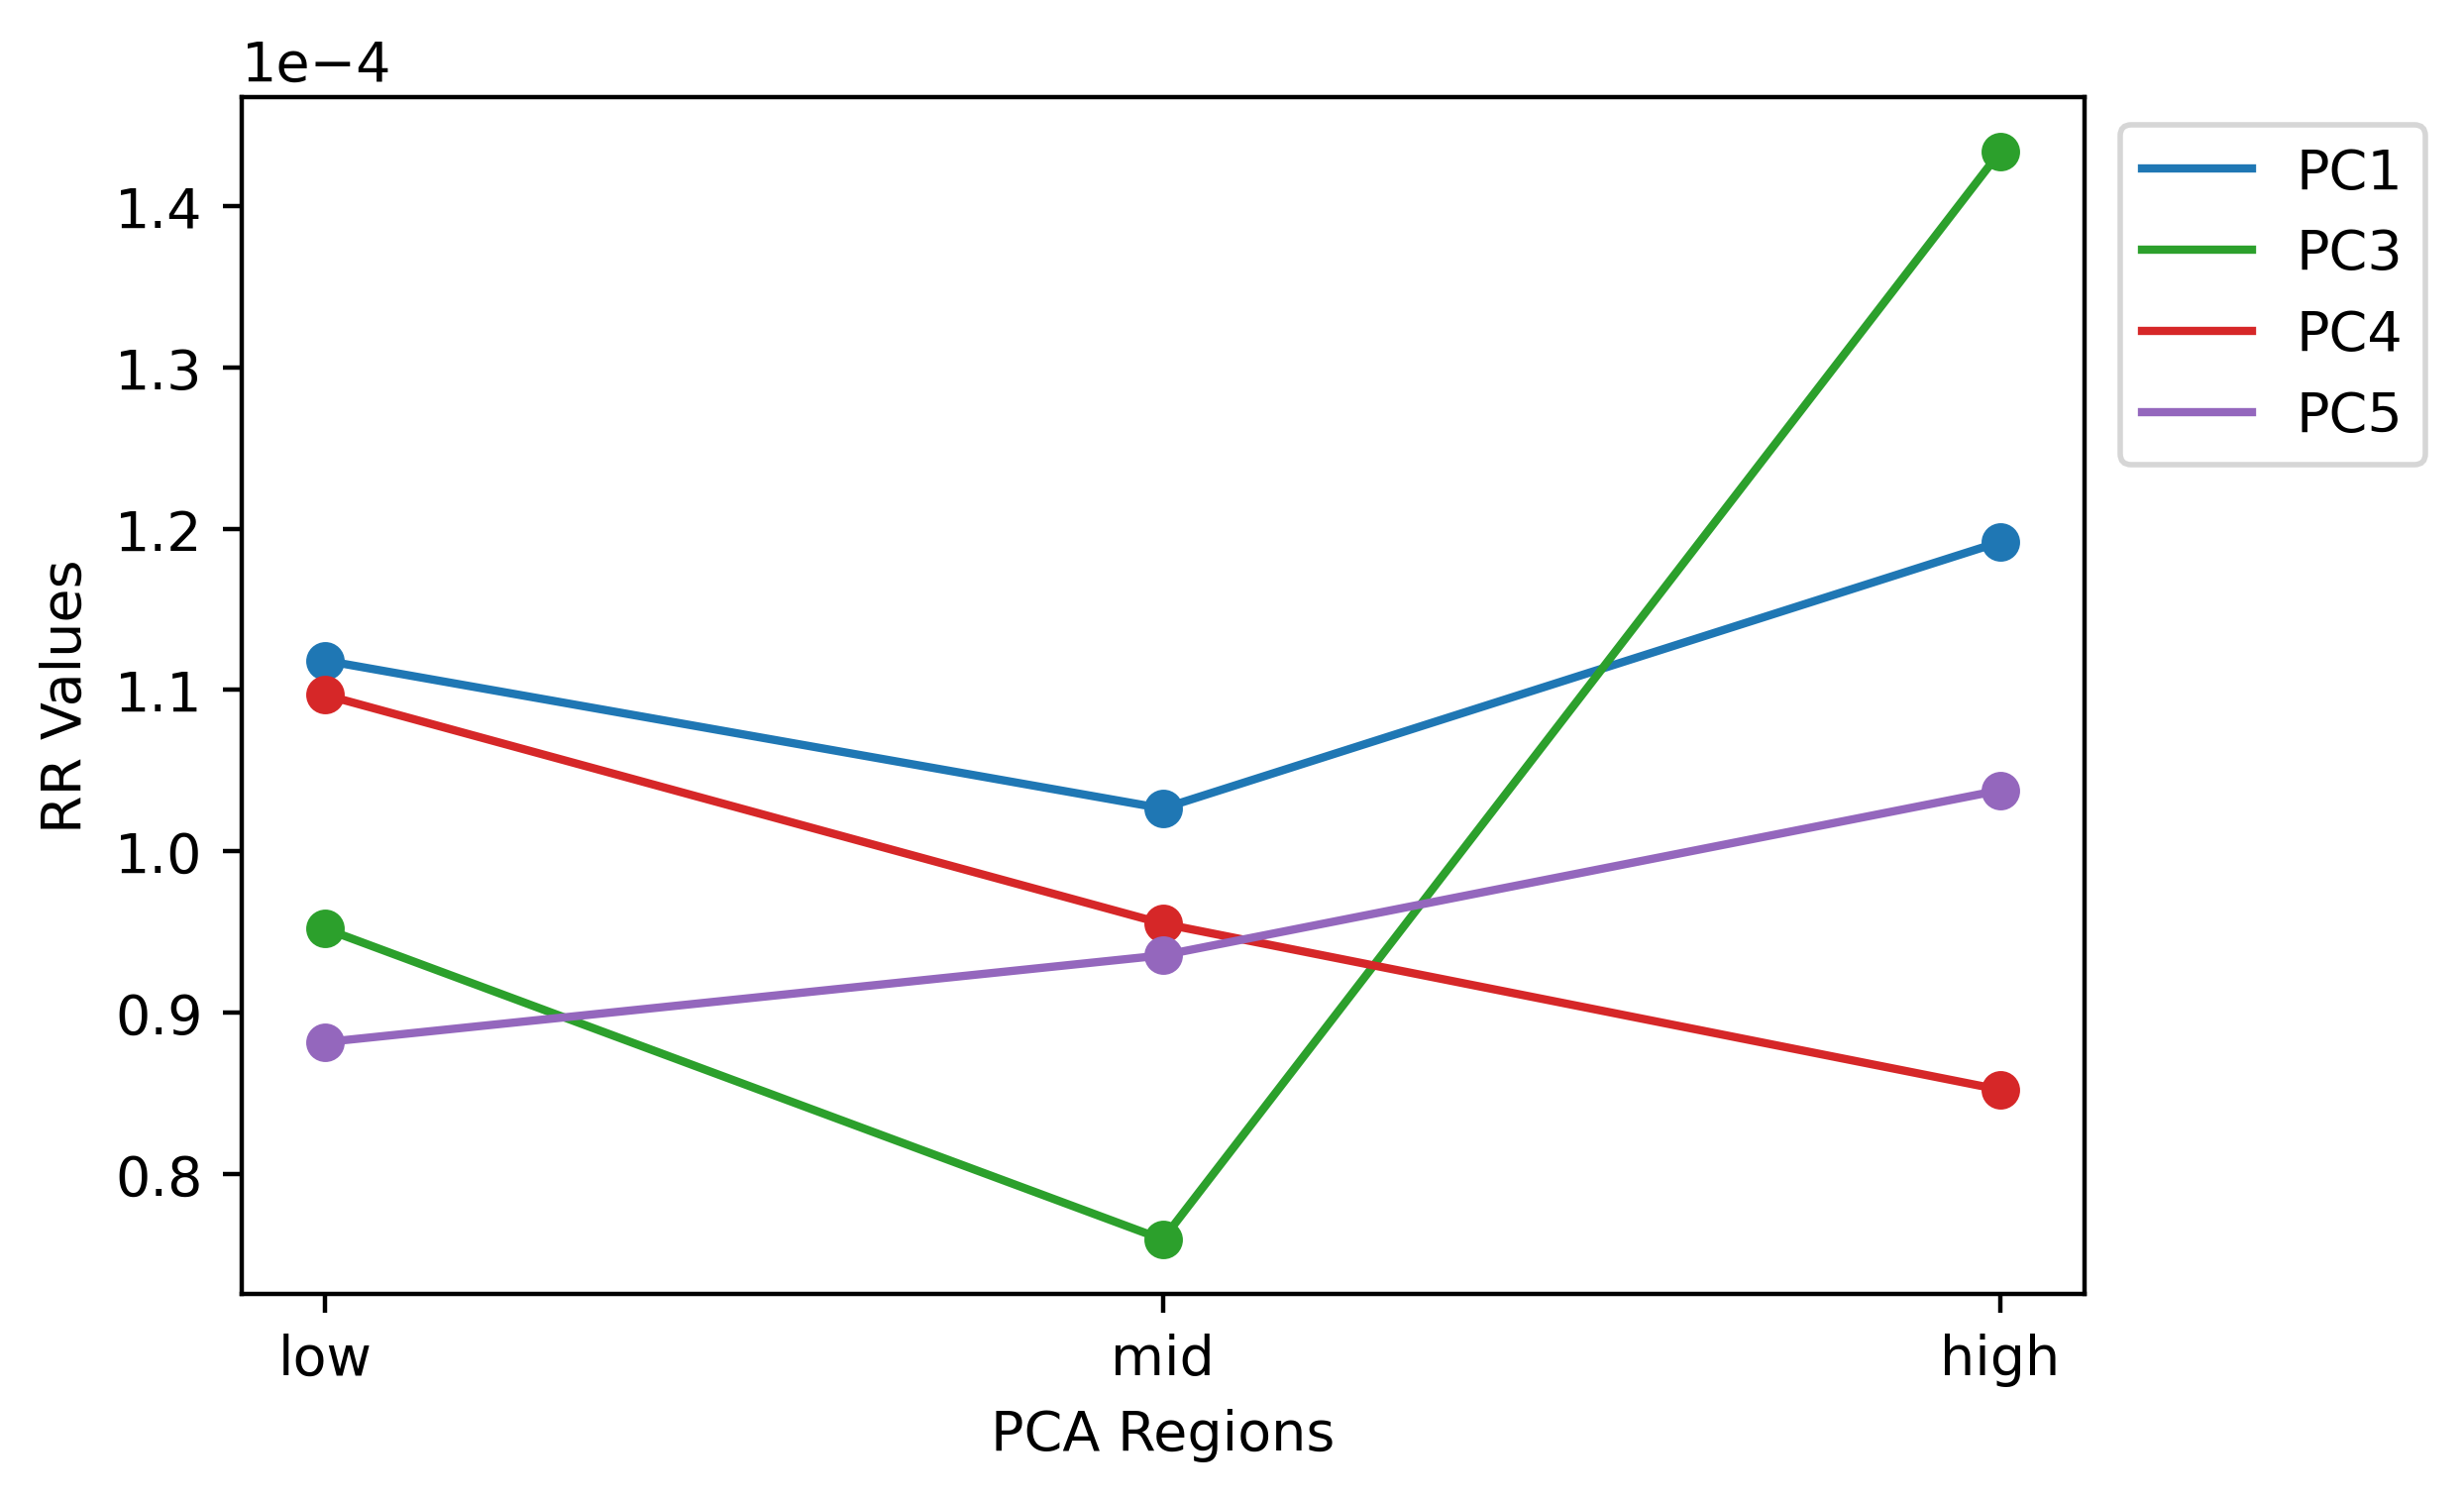 1e−4
1.4
1.3
1.2
1.1
1.0
0.9
0.8
RR Values
low
mid
high
PCA Regions
PC1
PC3
PC4
PC5